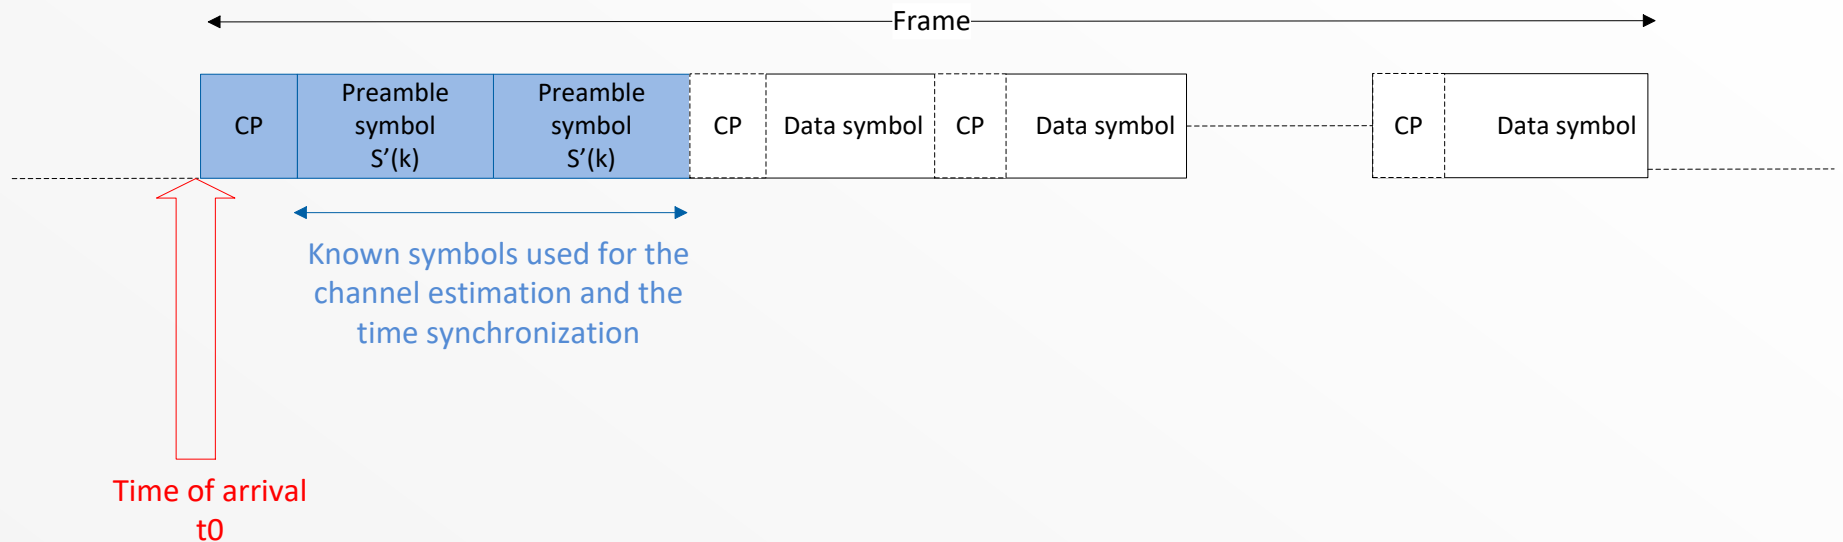 Frame
CP
Preamble
symbol
S’(k)
Preamble
symbol
S’(k)
CP
Data symbol
CP
Data symbol
CP
Data symbol
Known symbols used for the
channel estimation and the
time synchronization
Time of arrival
t0